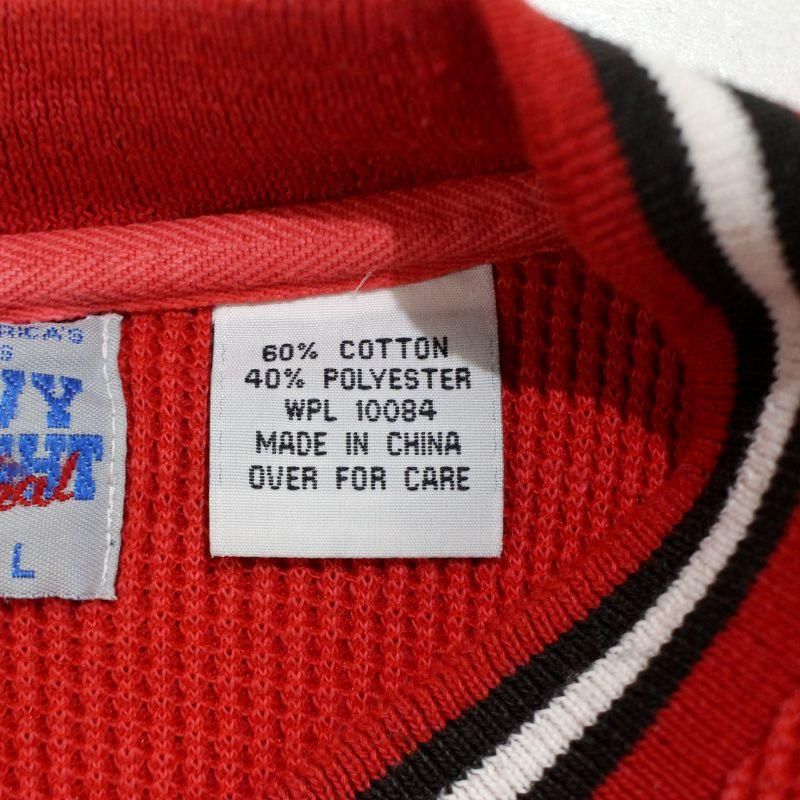 L
60% COTTON
40% POLYESTER
WPL 10084
MADE IN CHINA
OVER FOR CARE